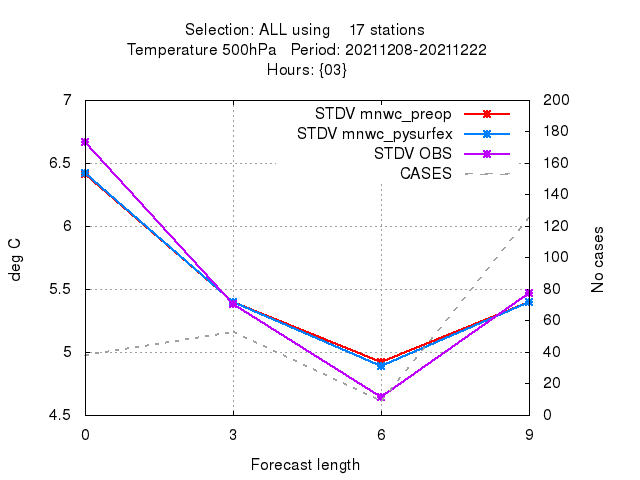 Selection: ALL using    17 stations
Temperature 500hPa   Period: 20211208-20211222
Hours: {03}
7
6.5
6
5.5
5
4.5
deg C
STDV mnwc_preop
STDV mnwc_pysurfex
STDV OBS
CASES
200
180
160
140
120
100
80
60
40
20
0
No cases
0 3 6 9
Forecast length